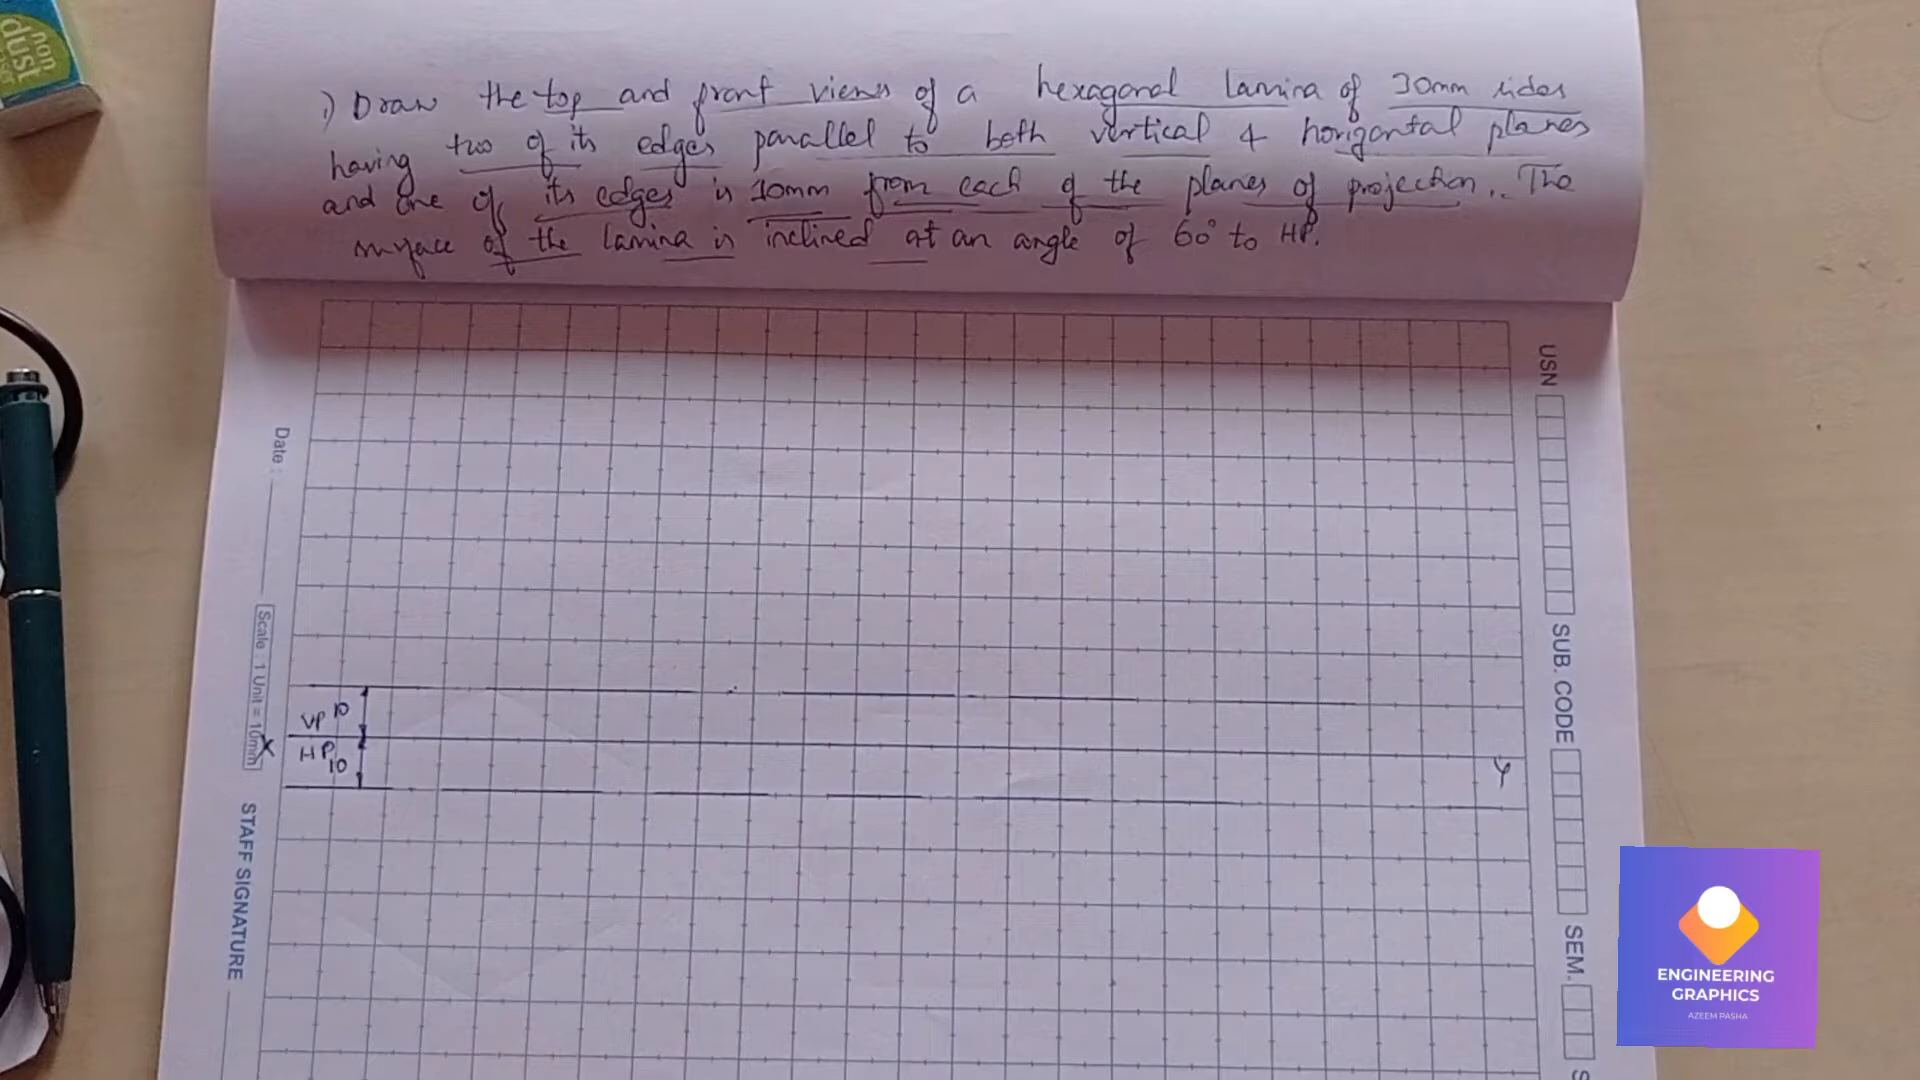 1) Draw the top and front views of a hexagonal lamina of 30mm sides
having two of its edges parallel to both vertical & horizontal planes
and one of its edges is 10mm from each of the planes of projection.. The
surface of the lamina is inclined at an angle of 60° to HP.
non
dust
USN
Date :
Scale : 1 Unit = 10mm
VP 10
X
HP 10
Y
SUB. CODE
STAFF SIGNATURE
SEM.
S
ENGINEERING
GRAPHICS
AZEEM PASHA